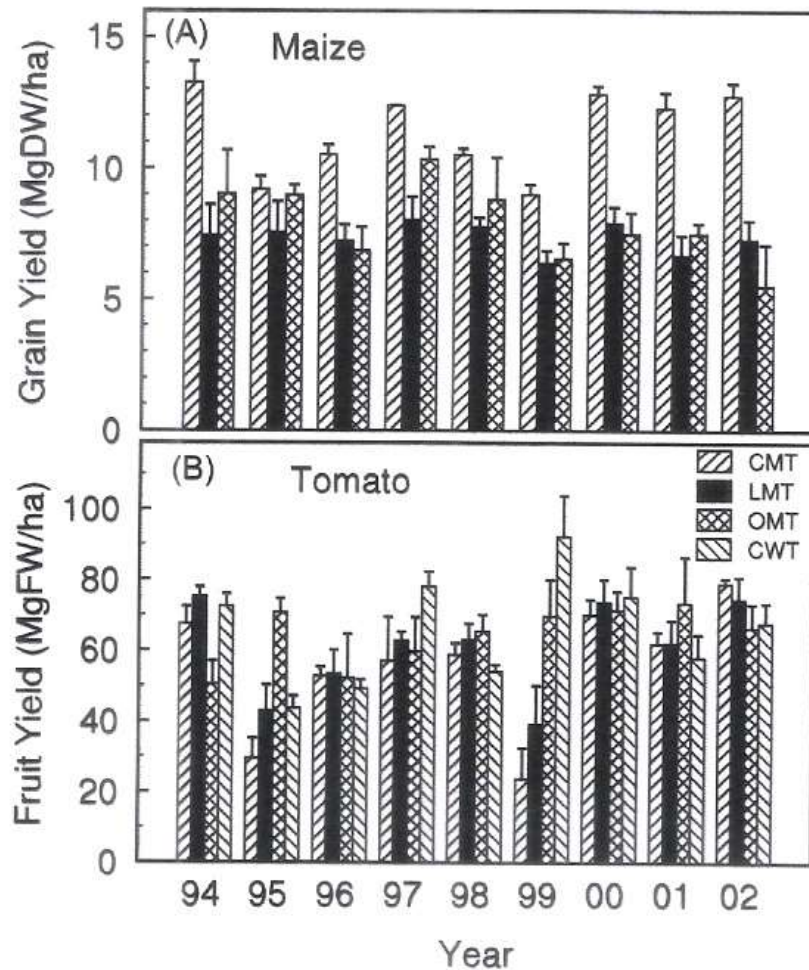 (A) Maize
15
10
5
0
Grain Yield (MgDW/ha)
(B) Tomato
CMT
LMT
OMT
CWT
100
80
60
40
20
0
Fruit Yield (MgFW/ha)
94 95 96 97 98 99 00 01 02
Year